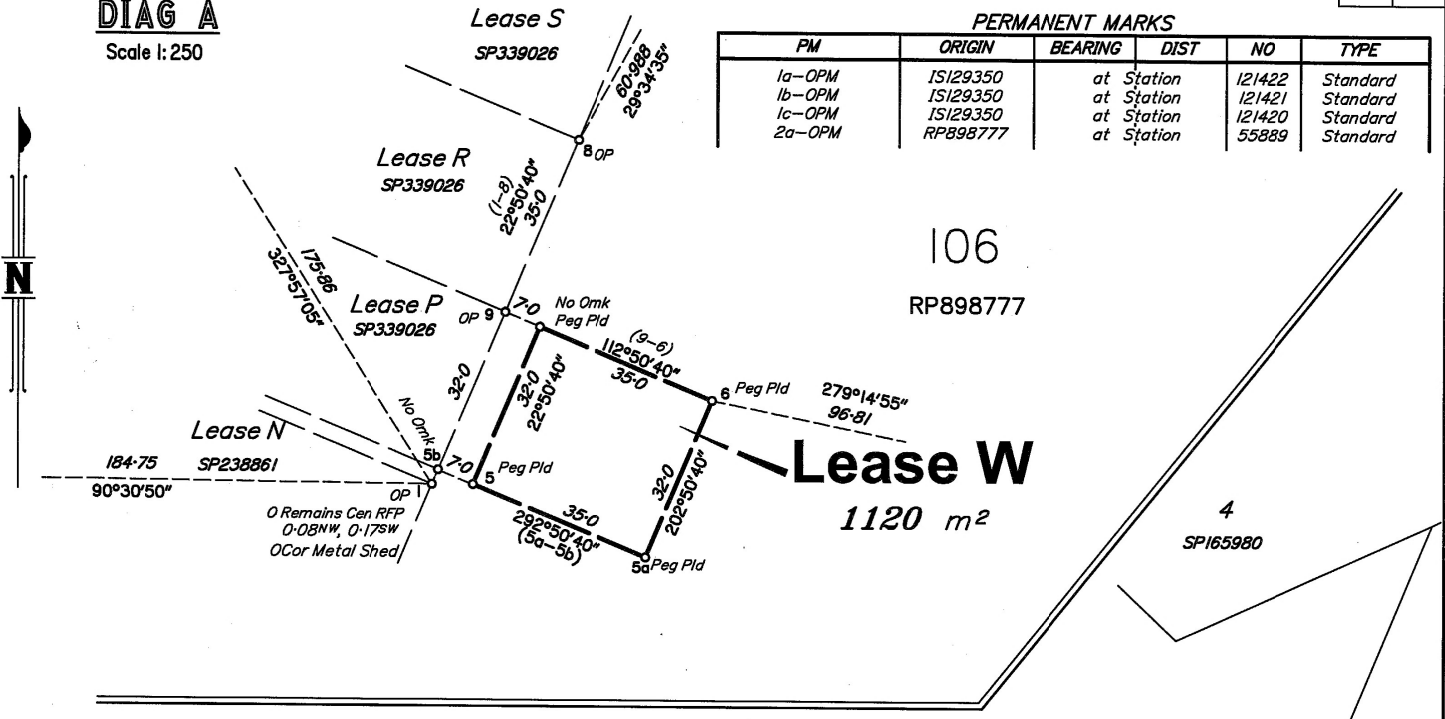 DIAG A
Scale 1:250
Lease S
SP339026
60·988
29°34'35"
PERMANENT MARKS
PM ORIGIN BEARING DIST NO TYPE
1a-OPM IS129350 at Station 121422 Standard
1b-OPM IS129350 at Station 121421 Standard
1c-OPM IS129350 at Station 121420 Standard
2a-OPM RP898777 at Station 55889 Standard
8 OP
Lease R
SP339026
(1-8)
22°50'40"
35·0
N
106
RP898777
175·86
327°57'05"
Lease P
SP339026
OP 9
7·0
No Omk
Peg Pld
(9-6)
112°50'40"
35·0
32·0
32·0
22°50'40"
6 Peg Pld
279°14'55"
96·81
No Omk
5b
7·0
5
Peg Pld
Lease N
SP238861
184·75
90°30'50"
OP 1
O Remains Cen RFP
0·08NW, 0·17SW
OCor Metal Shed
35·0
292°50'40"
(5a-5b)
32·0
202°50'40"
5a Peg Pld
Lease W
1120 m²
4
SP165980